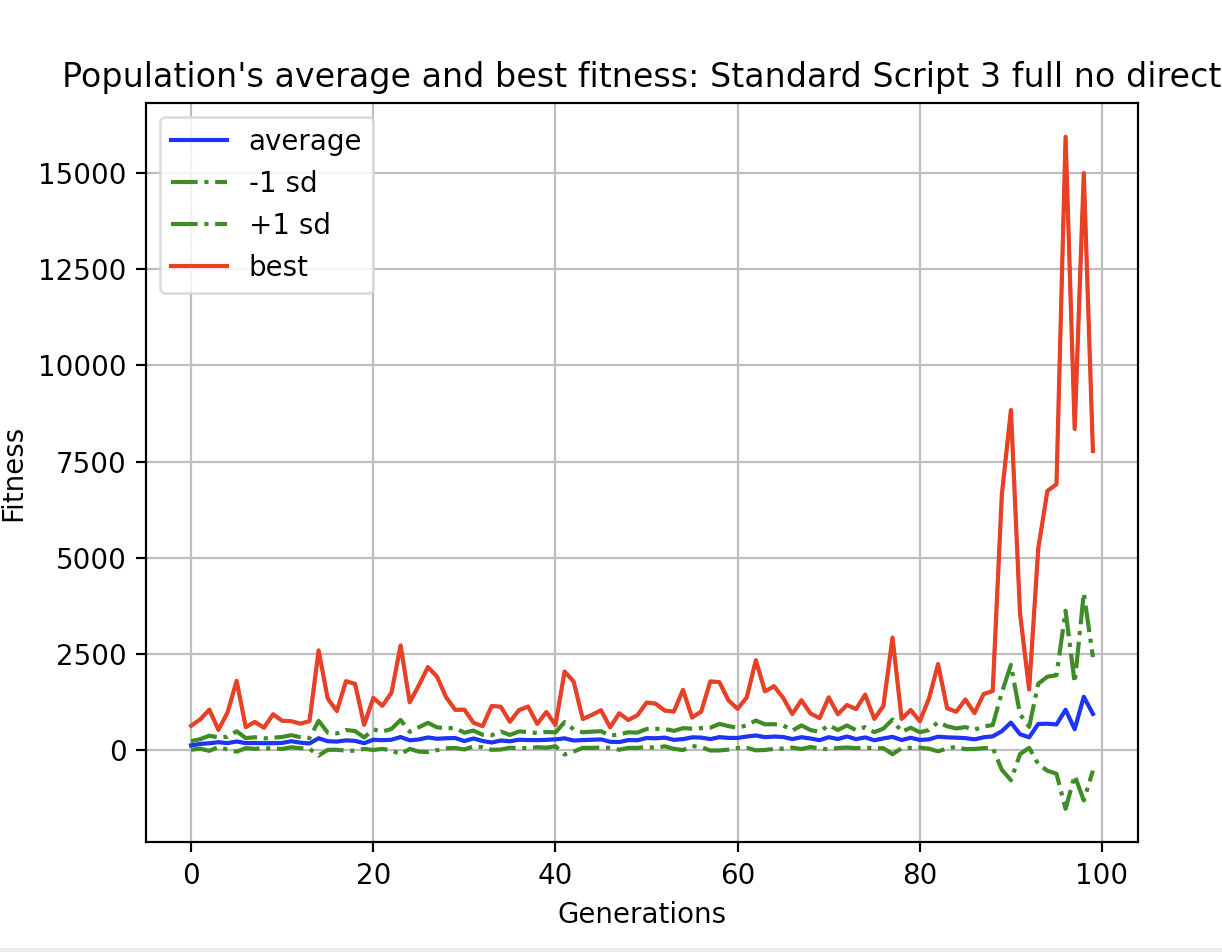 Population's average and best fitness: Standard Script 3 full no direct
average
-1 sd
+1 sd
best
15000
12500
10000
7500
5000
2500
0
Fitness
0 20 40 60 80 100
Generations